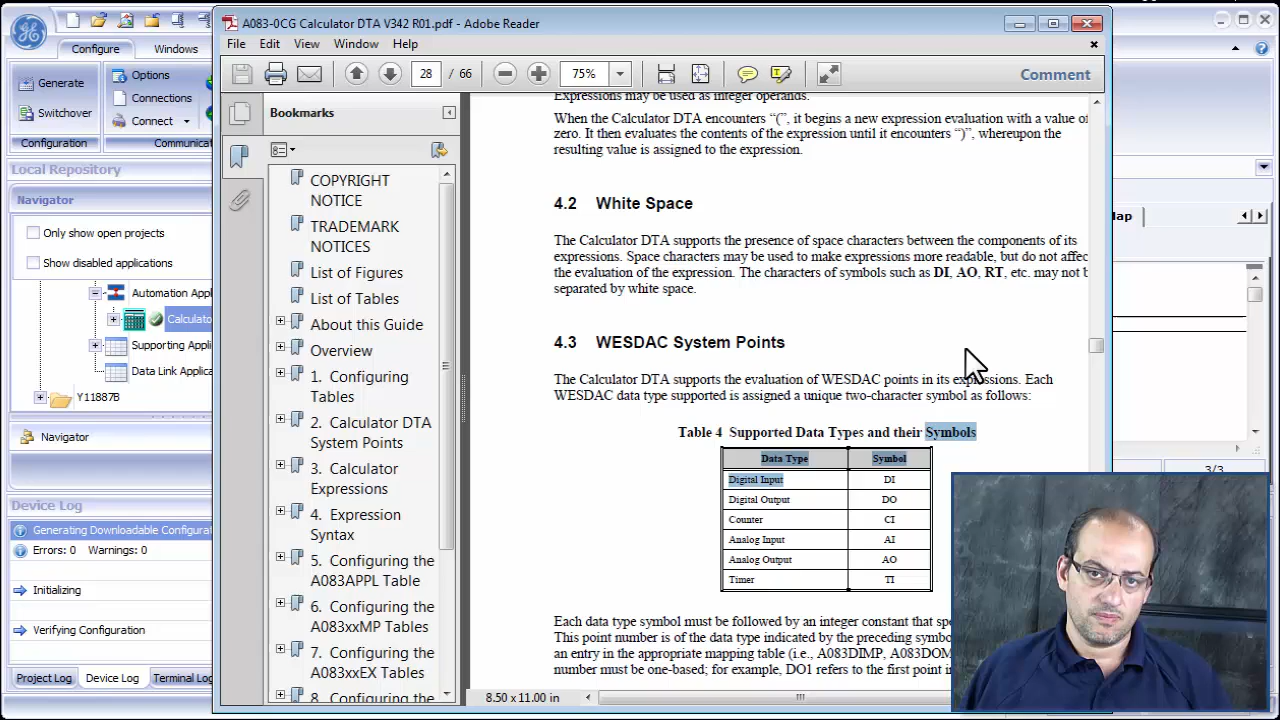 A083-0CG Calculator DTA V342 R01.pdf - Adobe Reader
File Edit View Window Help
28 / 66
75%
Comment
Configure
Windows
Generate
Options
Switchover
Connections
Connect
Configuration
Local Repository
Navigator
Only show open projects
Show disabled applications
Automation Appl
Calculato
Supporting Appli
Data Link Applica
Y11887B
Navigator
Device Log
Generating Downloadable Configurat
Errors: 0 Warnings: 0
Initializing
Verifying Configuration
Project Log
Device Log
Terminal Log
Bookmarks
COPYRIGHT
NOTICE
TRADEMARK
NOTICES
List of Figures
List of Tables
About this Guide
Overview
1. Configuring
Tables
2. Calculator DTA
System Points
3. Calculator
Expressions
4. Expression
Syntax
5. Configuring the
A083APPL Table
6. Configuring the
A083xxMP Tables
7. Configuring the
A083xxEX Tables
8. Configuring the
Expressions may be used as integer operands.
When the Calculator DTA encounters “(”, it begins a new expression evaluation with a value of
zero. It then evaluates the contents of the expression until it encounters “)”, whereupon the
resulting value is assigned to the expression.
4.2 White Space
The Calculator DTA supports the presence of space characters between the components of its
expressions. Space characters may be used to make expressions more readable, but do not affec
the evaluation of the expression. The characters of symbols such as DI, AO, RT, etc. may not b
separated by white space.
4.3 WESDAC System Points
The Calculator DTA supports the evaluation of WESDAC points in its expressions. Each
WESDAC data type supported is assigned a unique two-character symbol as follows:
Table 4 Supported Data Types and their Symbols
Data Type Symbol
Digital Input DI
Digital Output DO
Counter CI
Analog Input AI
Analog Output AO
Timer TI
Each data type symbol must be followed by an integer constant that spe
This point number is of the data type indicated by the preceding symbo
an entry in the appropriate mapping table (i.e., A083DIMP, A083DOM
number must be one-based; for example, DO1 refers to the first point i
8.50 x 11.00 in
3/3